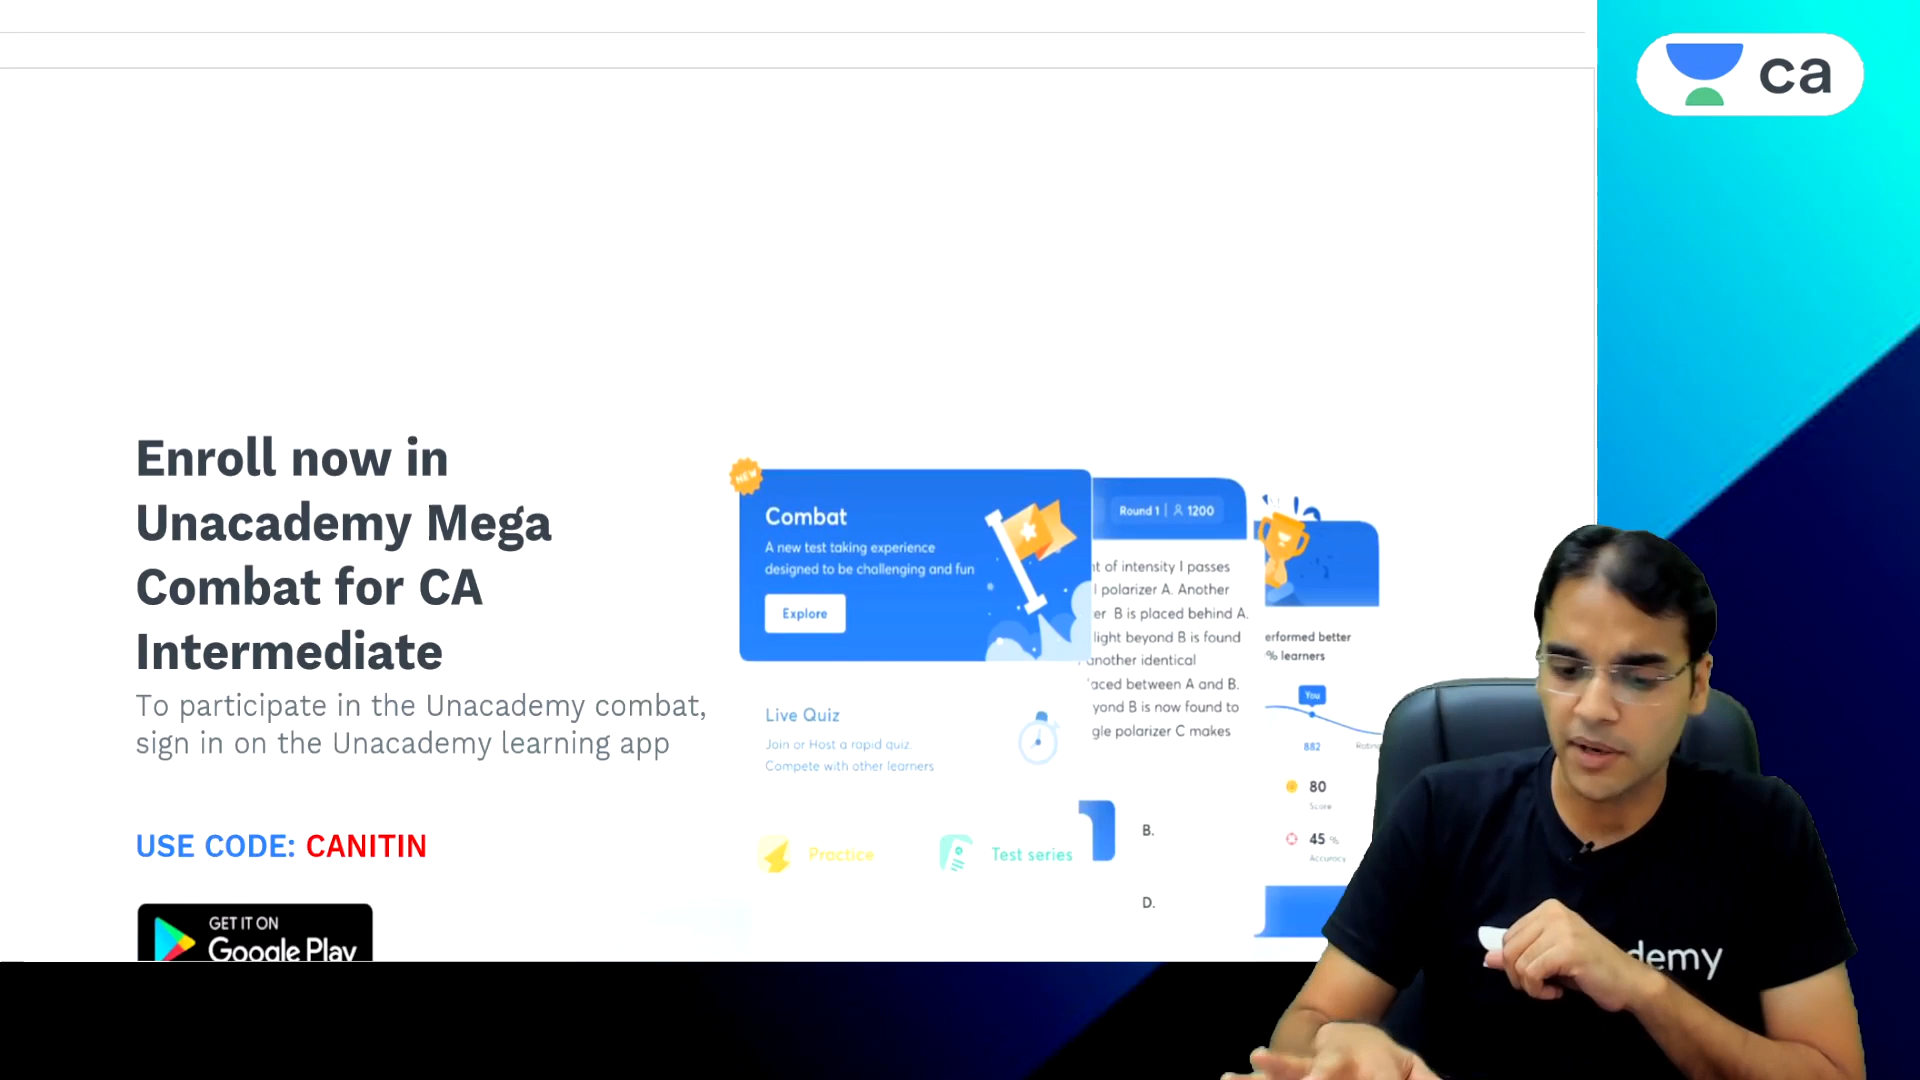 ca
Enroll now in
Unacademy Mega
Combat for CA
Intermediate
To participate in the Unacademy combat,
sign in on the Unacademy learning app
USE CODE: CANITIN
GET IT ON
Google Play
NEW
Combat
A new test taking experience
designed to be challenging and fun
Explore
Live Quiz
Join or Host a rapid quiz.
Compete with other learners
Practice
Test series
Round 1 | 1200
t of intensity I passes
l polarizer A. Another
er B is placed behind A.
light beyond B is found
another identical
aced between A and B.
yond B is now found to
gle polarizer C makes
B.
D.
erformed better
% learners
You
882
Rating
80
Score
45 %
Accuracy
demy